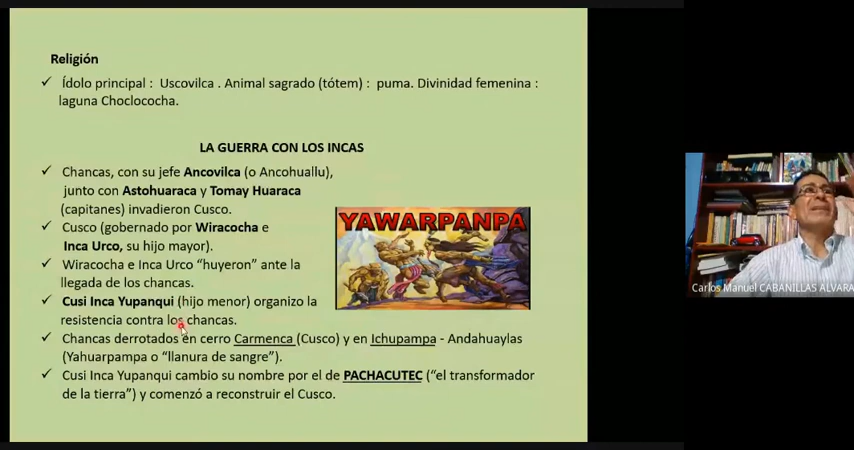 Religión
✓ Ídolo principal : Uscovilca . Animal sagrado (tótem) : puma. Divinidad femenina :
laguna Choclococha.
LA GUERRA CON LOS INCAS
✓ Chancas, con su jefe Ancovilca (o Ancohuallu),
junto con Astohuaraca y Tomay Huaraca
(capitanes) invadieron Cusco.
✓ Cusco (gobernado por Wiracocha e
Inca Urco, su hijo mayor).
✓ Wiracocha e Inca Urco “huyeron” ante la
llegada de los chancas.
✓ Cusi Inca Yupanqui (hijo menor) organizo la
resistencia contra los chancas.
✓ Chancas derrotados en cerro Carmenca (Cusco) y en Ichupampa - Andahuaylas
(Yahuarpampa o “llanura de sangre”).
✓ Cusi Inca Yupanqui cambio su nombre por el de PACHACUTEC (“el transformador
de la tierra”) y comenzó a reconstruir el Cusco.
YAWARPANPA
Carlos Manuel CABANILLAS ALVARA